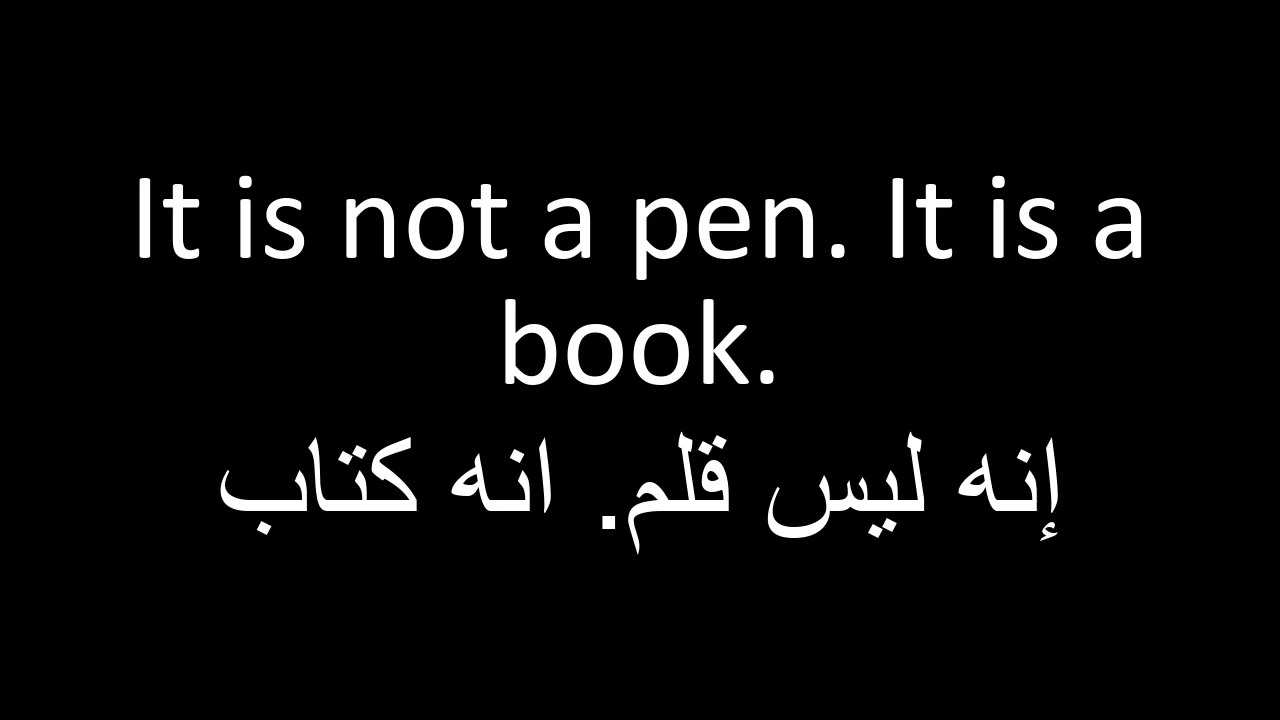 It is not a pen. It is a
book.
إنه ليس قلم. انه كتاب